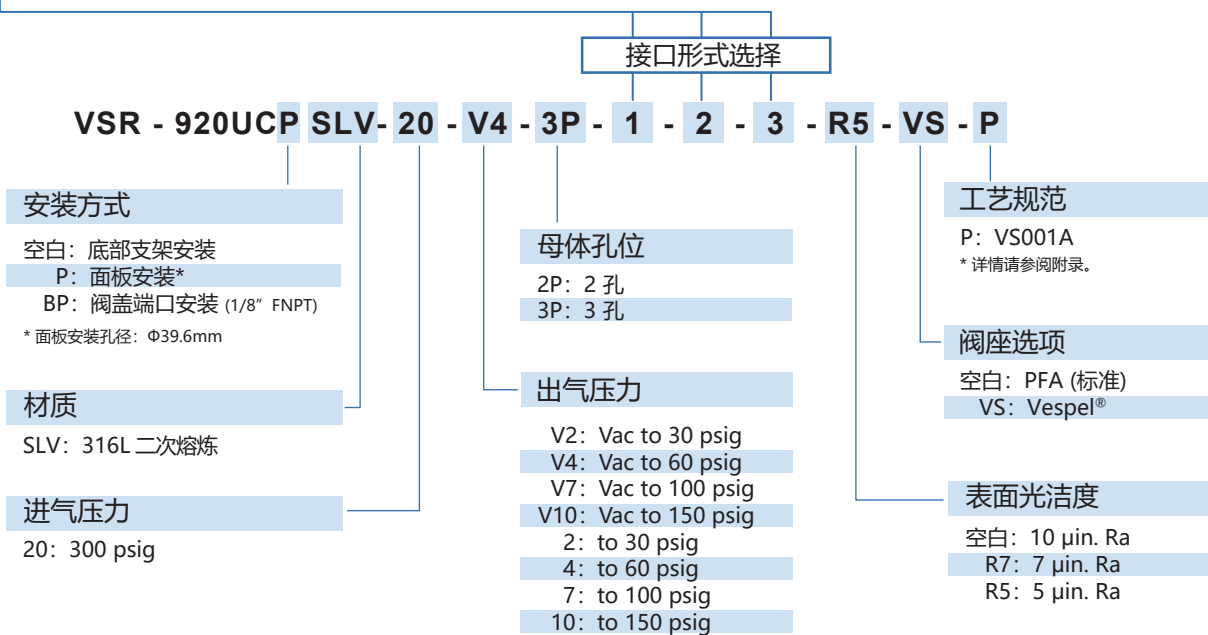 接口形式选择
VSR - 920UCP SLV- 20 - V4 - 3P - 1 - 2 - 3 - R5 - VS - P
安装方式
空白：底部支架安装
P：面板安装*
BP：阀盖端口安装 (1/8" FNPT)
* 面板安装孔径：Φ39.6mm
材质
SLV：316L 二次熔炼
进气压力
20：300 psig
母体孔位
2P：2 孔
3P：3 孔
出气压力
V2：Vac to 30 psig
V4：Vac to 60 psig
V7：Vac to 100 psig
V10：Vac to 150 psig
2：to 30 psig
4：to 60 psig
7：to 100 psig
10：to 150 psig
工艺规范
P：VS001A
* 详情请参阅附录。
阀座选项
空白：PFA (标准)
VS：Vespel®
表面光洁度
空白：10 μin. Ra
R7：7 μin. Ra
R5：5 μin. Ra